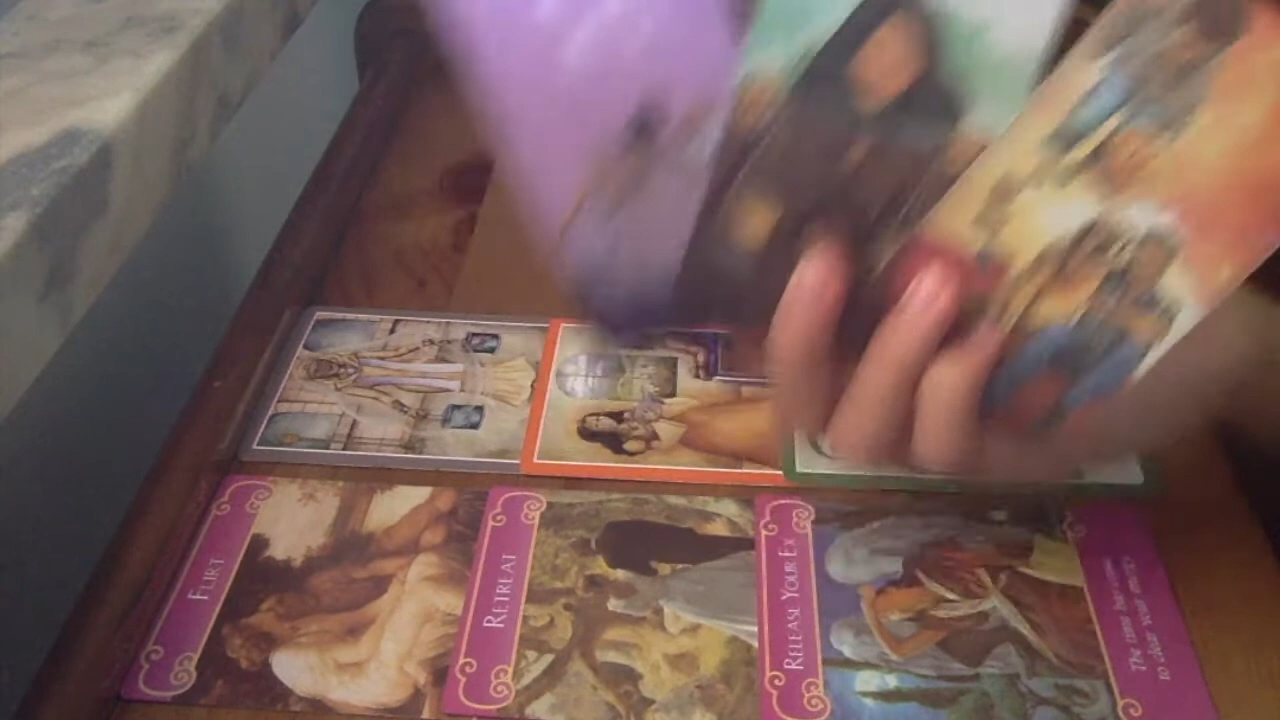 FLIRT
RETREAT
RELEASE YOUR EX
The time has come
to clear your energy